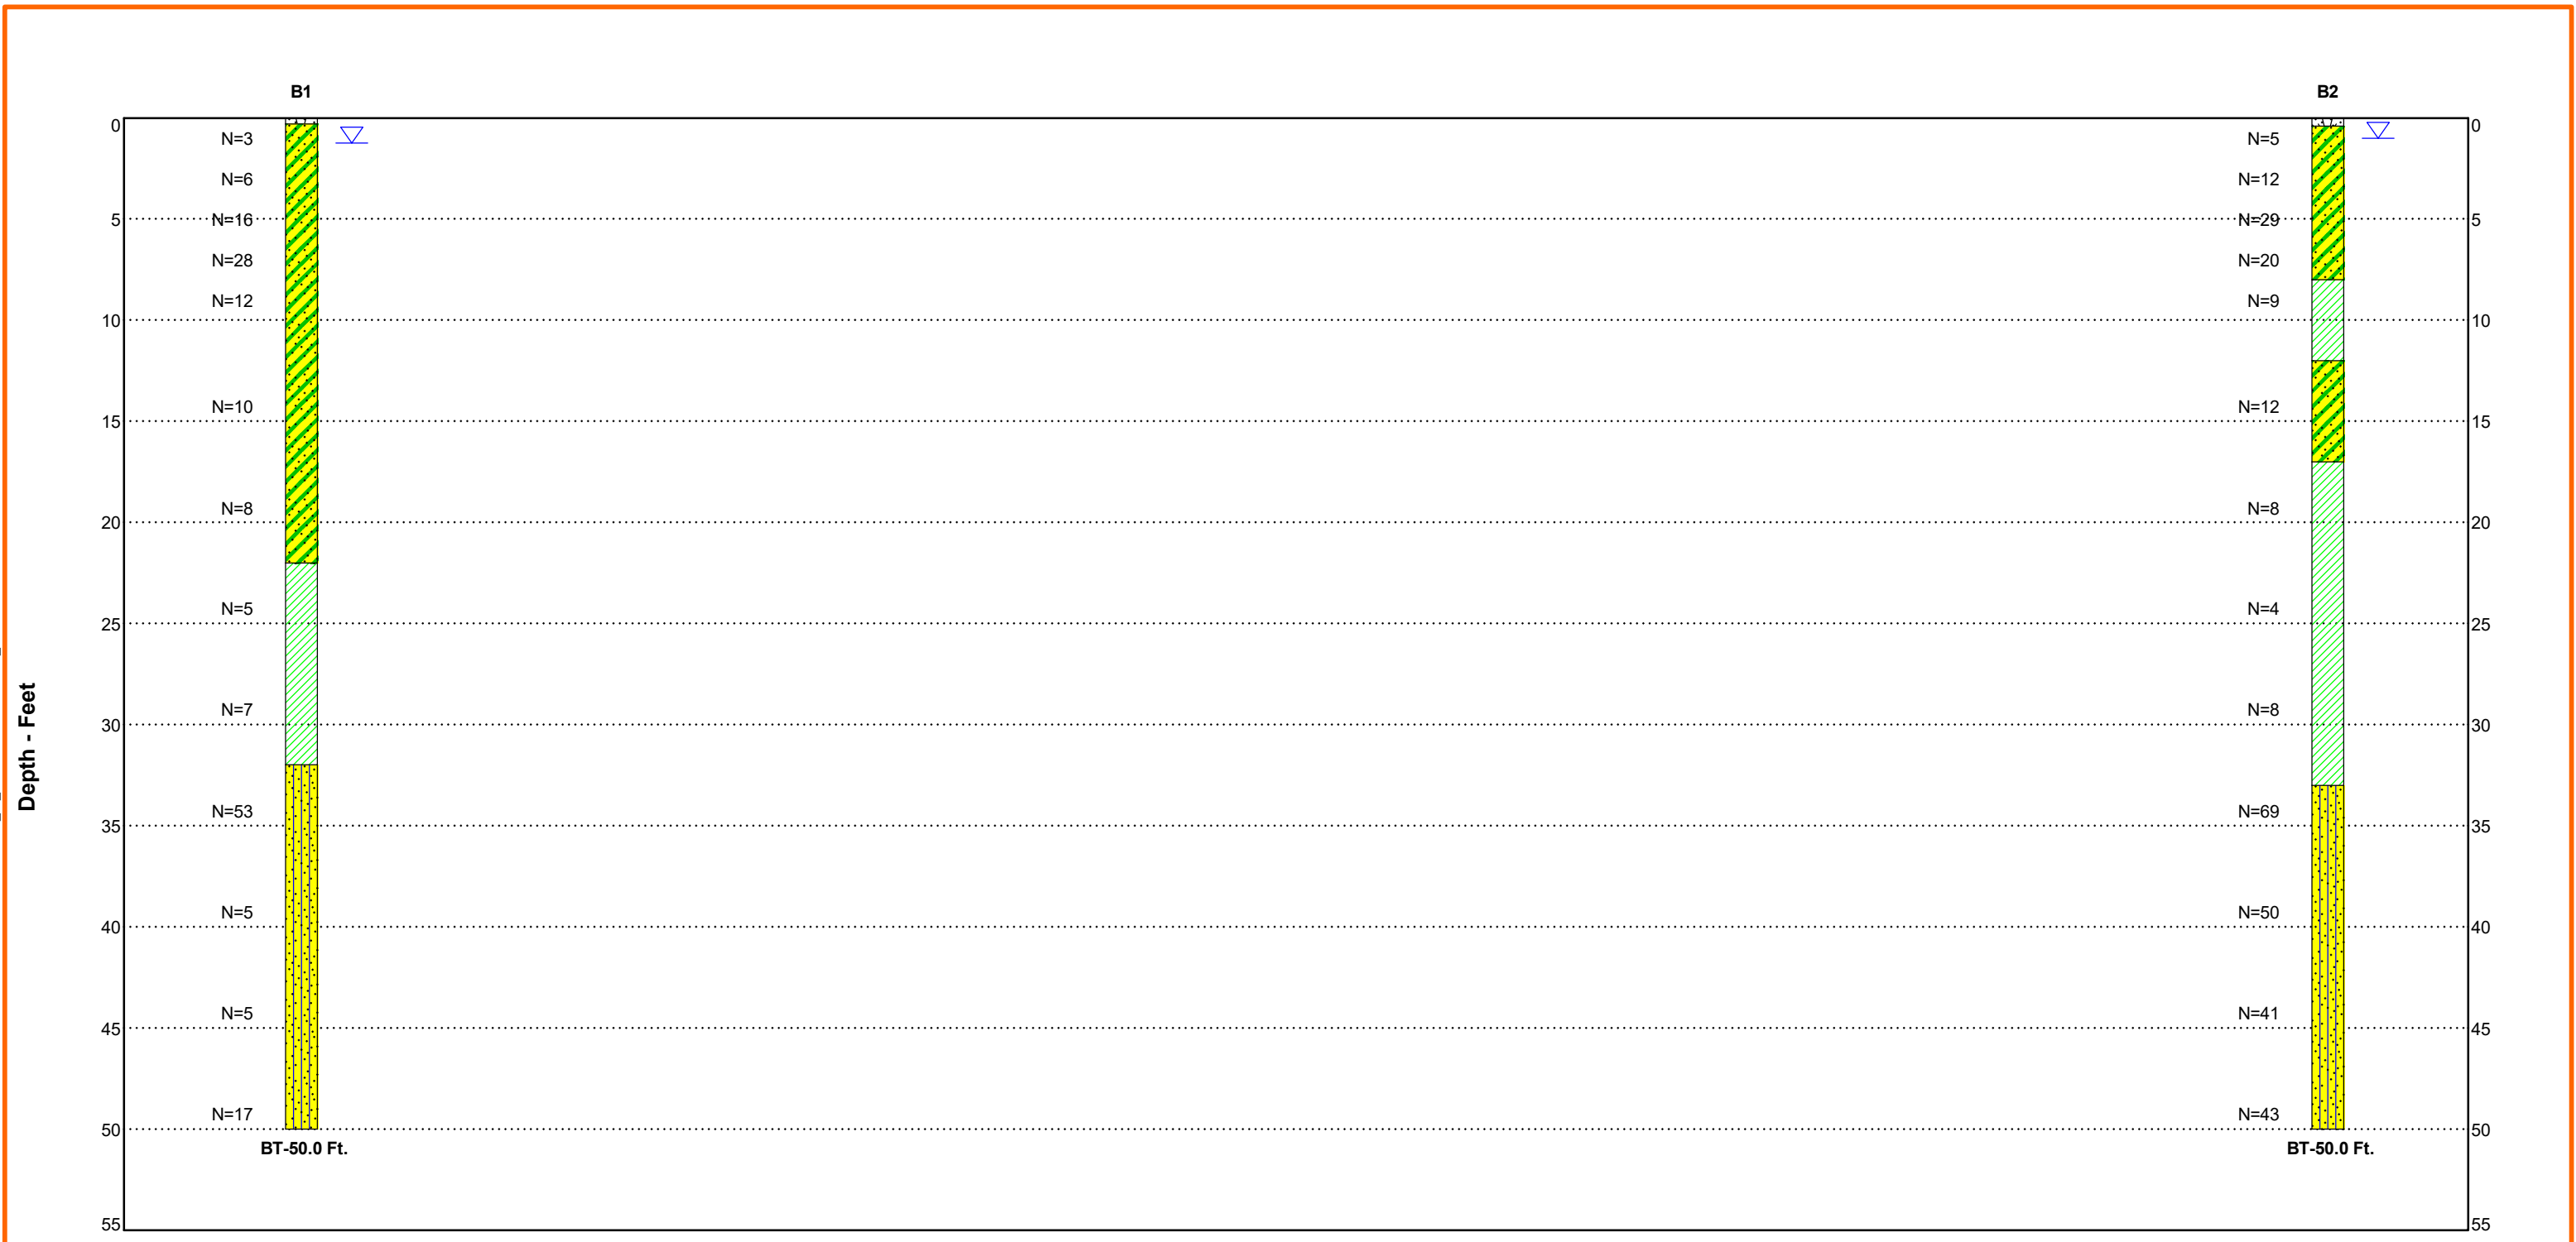 B1 B2
0 0
N=3 N=5
N=6 N=12
5 N=16 N=29 5
N=28 N=20
N=12 N=9
10 10
N=10 N=12
15 15
N=8 N=8
20 20
N=5 N=4
25 25
N=7 N=8
30 30
Depth - Feet
N=53 N=69
35 35
N=5 N=50
40 40
N=5 N=41
45 45
N=17 N=43
50 50
BT-50.0 Ft. BT-50.0 Ft.
55 55